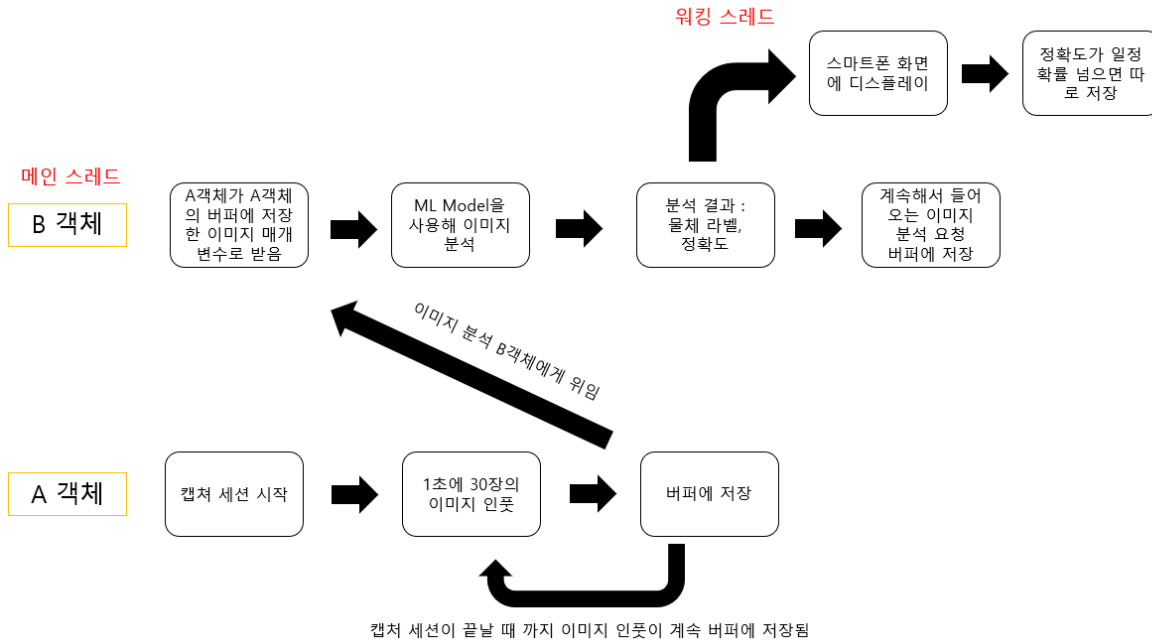 워킹 스레드
스마트폰 화면
에 디스플레이
정확도가 일정
확률 넘으면 따
로 저장
메인 스레드
B 객체
A객체가 A객체
의 버퍼에 저장
한 이미지 매개
변수로 받음
ML Model을
사용해 이미지
분석
분석 결과 :
물체 라벨,
정확도
계속해서 들어
오는 이미지
분석 요청
버퍼에 저장
이미지 분석 B객체에게 위임
A 객체
캡쳐 세션 시작
1초에 30장의
이미지 인풋
버퍼에 저장
캡처 세션이 끝날 때 까지 이미지 인풋이 계속 버퍼에 저장됨